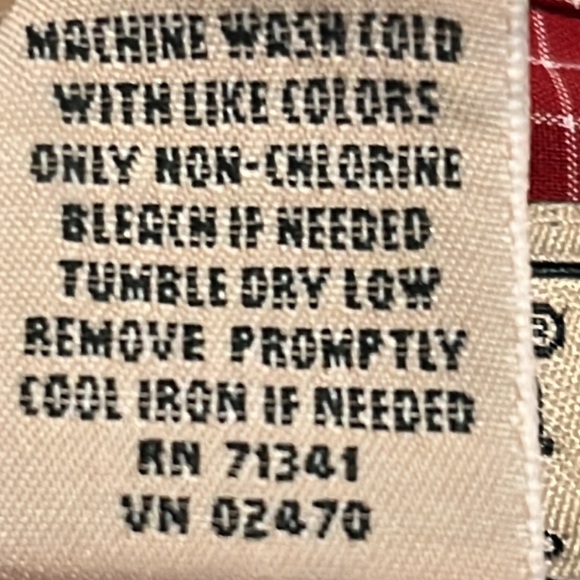 MACHINE WASH COLD
WITH LIKE COLORS
ONLY NON-CHLORINE
BLEACH IF NEEDED
TUMBLE DRY LOW
REMOVE PROMPTLY
COOL IRON IF NEEDED
RN 71341
VN 02470
®